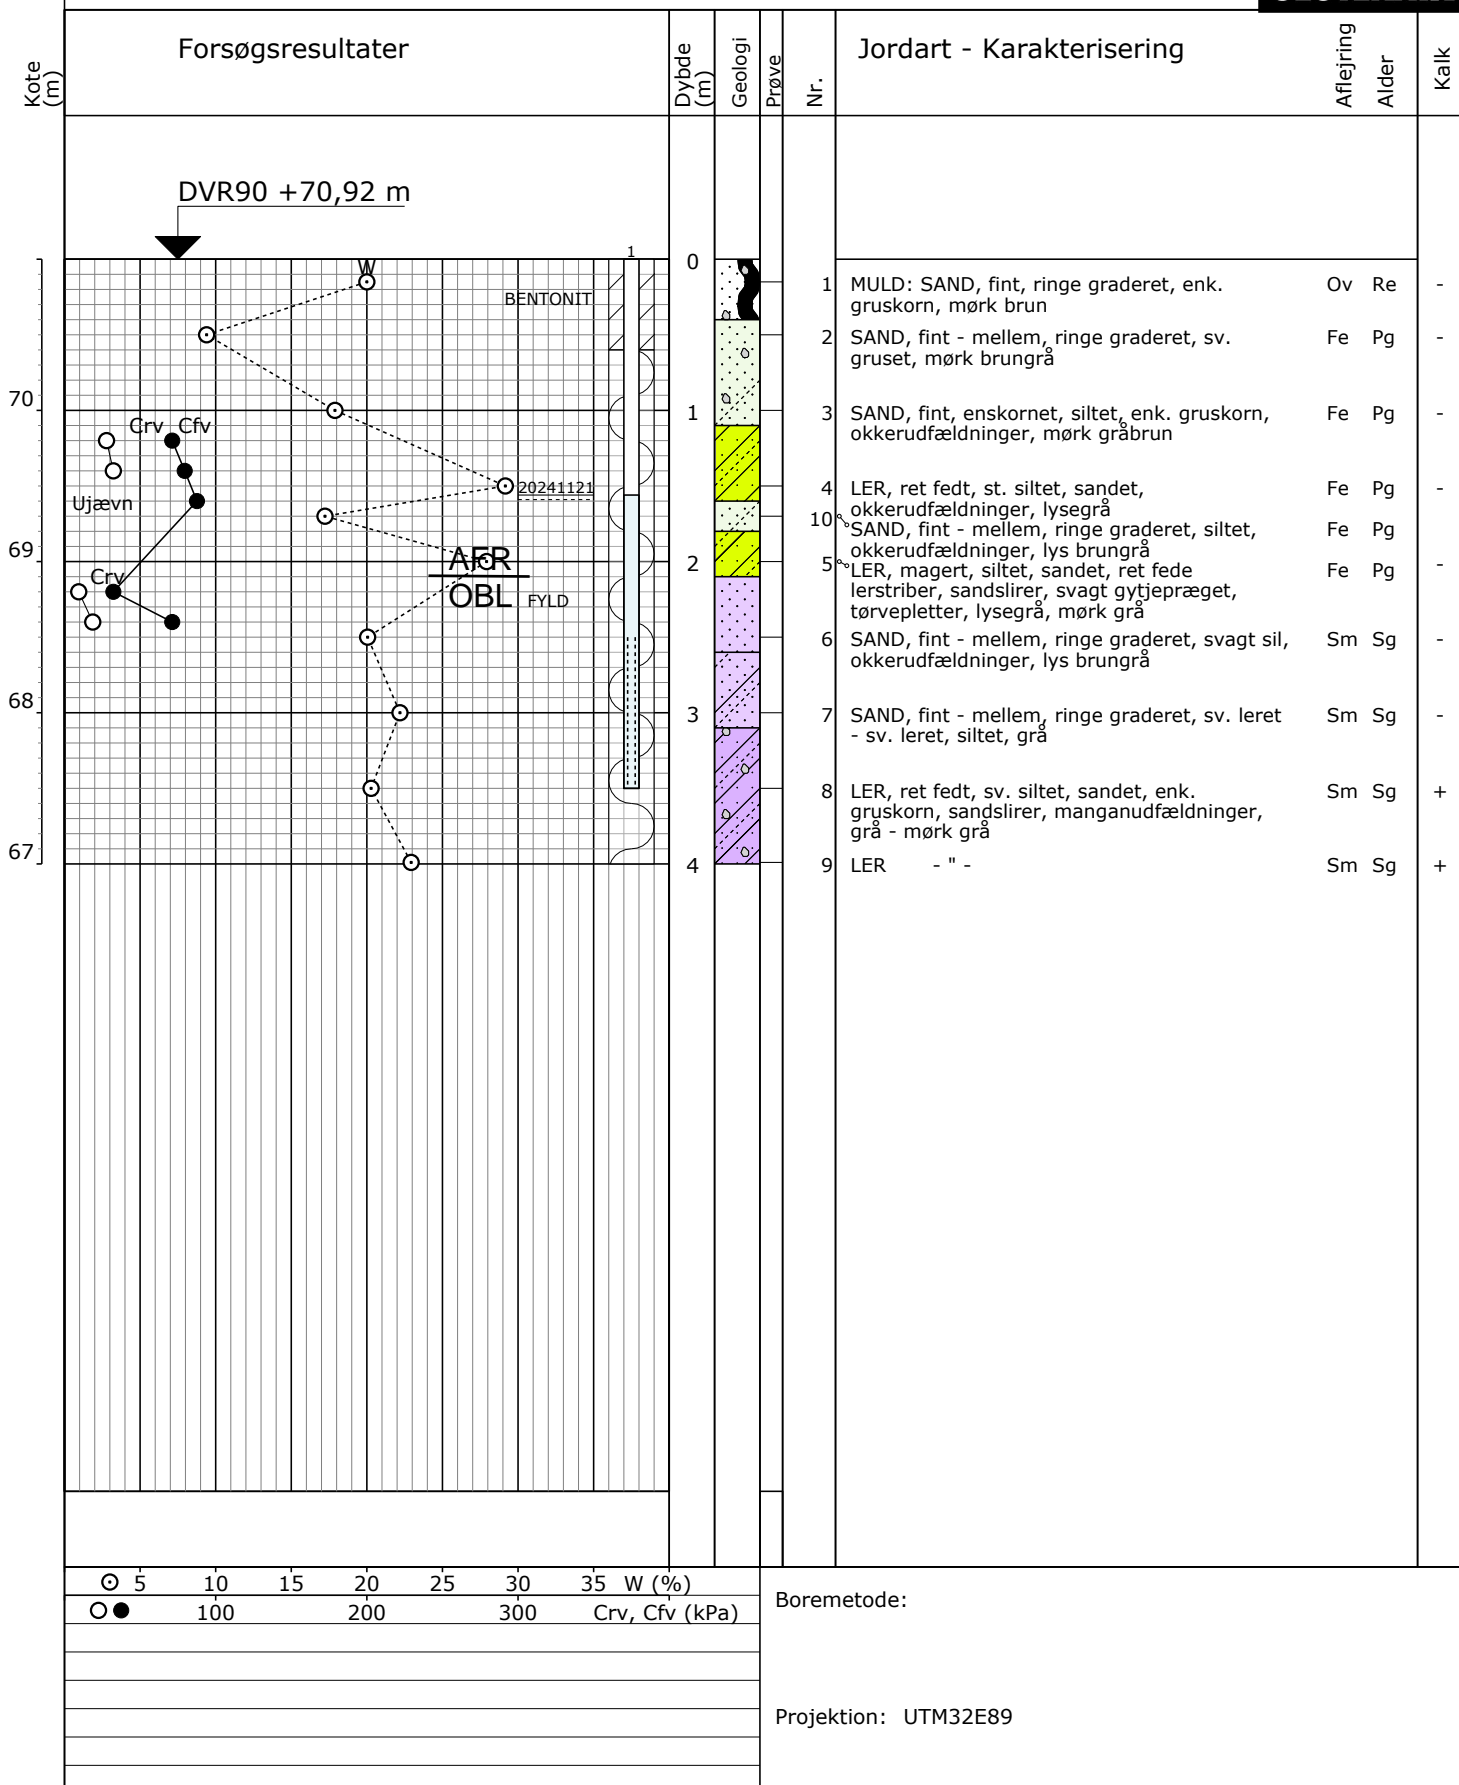 Kote
(m)
Forsøgsresultater
Dybde
(m)
Geologi
Prøve
Nr.
Jordart - Karakterisering
Aflejring
Alder
Kalk
DVR90 +70,92 m
1
W
BENTONIT
0
1 MULD: SAND, fint, ringe graderet, enk. Ov Re -
gruskorn, mørk brun
2 SAND, fint - mellem, ringe graderet, sv. Fe Pg -
gruset, mørk brungrå
70
1
Crv Cfv
3 SAND, fint, enskornet, siltet, enk. gruskorn, Fe Pg -
okkerudfældninger, mørk gråbrun
20241121
Ujævn
4 LER, ret fedt, st. siltet, sandet, Fe Pg -
okkerudfældninger, lysegrå
10 SAND, fint - mellem, ringe graderet, siltet, Fe Pg -
okkerudfældninger, lys brungrå
69
AFR
OBL
FYLD
2
Crv
5 LER, magert, siltet, sandet, ret fede Fe Pg -
lerstriber, sandslirer, svagt gytjepræget,
tørvepletter, lysegrå, mørk grå
6 SAND, fint - mellem, ringe graderet, svagt sil, Sm Sg -
okkerudfældninger, lys brungrå
68
3
7 SAND, fint - mellem, ringe graderet, sv. leret Sm Sg -
- sv. leret, siltet, grå
8 LER, ret fedt, sv. siltet, sandet, enk. Sm Sg +
gruskorn, sandslirer, manganudfældninger,
grå - mørk grå
67
4
9 LER - " - Sm Sg +
5 10 15 20 25 30 35 W (%)
100 200 300 Crv, Cfv (kPa)
Boremetode:
Projektion: UTM32E89